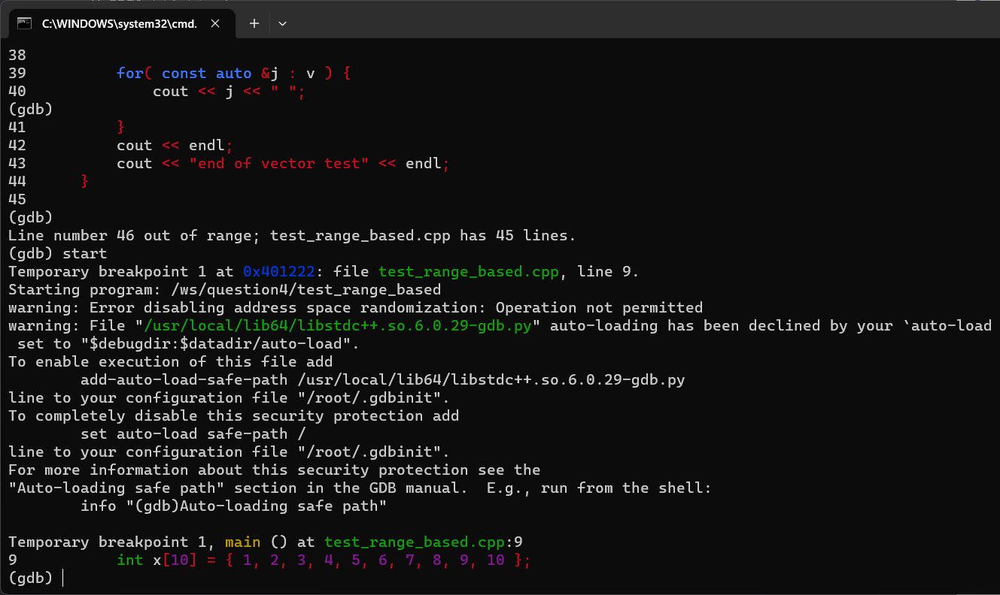 C:\WINDOWS\system32\cmd.
38
39          for( const auto &j : v ) {
40              cout << j << " ";
(gdb)
41          }
42          cout << endl;
43          cout << "end of vector test" << endl;
44      }
45
(gdb)
Line number 46 out of range; test_range_based.cpp has 45 lines.
(gdb) start
Temporary breakpoint 1 at 0x401222: file test_range_based.cpp, line 9.
Starting program: /ws/question4/test_range_based
warning: Error disabling address space randomization: Operation not permitted
warning: File "/usr/local/lib64/libstdc++.so.6.0.29-gdb.py" auto-loading has been declined by your `auto-load
 set to "$debugdir:$datadir/auto-load".
To enable execution of this file add
        add-auto-load-safe-path /usr/local/lib64/libstdc++.so.6.0.29-gdb.py
line to your configuration file "/root/.gdbinit".
To completely disable this security protection add
        set auto-load safe-path /
line to your configuration file "/root/.gdbinit".
For more information about this security protection see the
"Auto-loading safe path" section in the GDB manual.  E.g., run from the shell:
        info "(gdb)Auto-loading safe path"
Temporary breakpoint 1, main () at test_range_based.cpp:9
9           int x[10] = { 1, 2, 3, 4, 5, 6, 7, 8, 9, 10 };
(gdb)